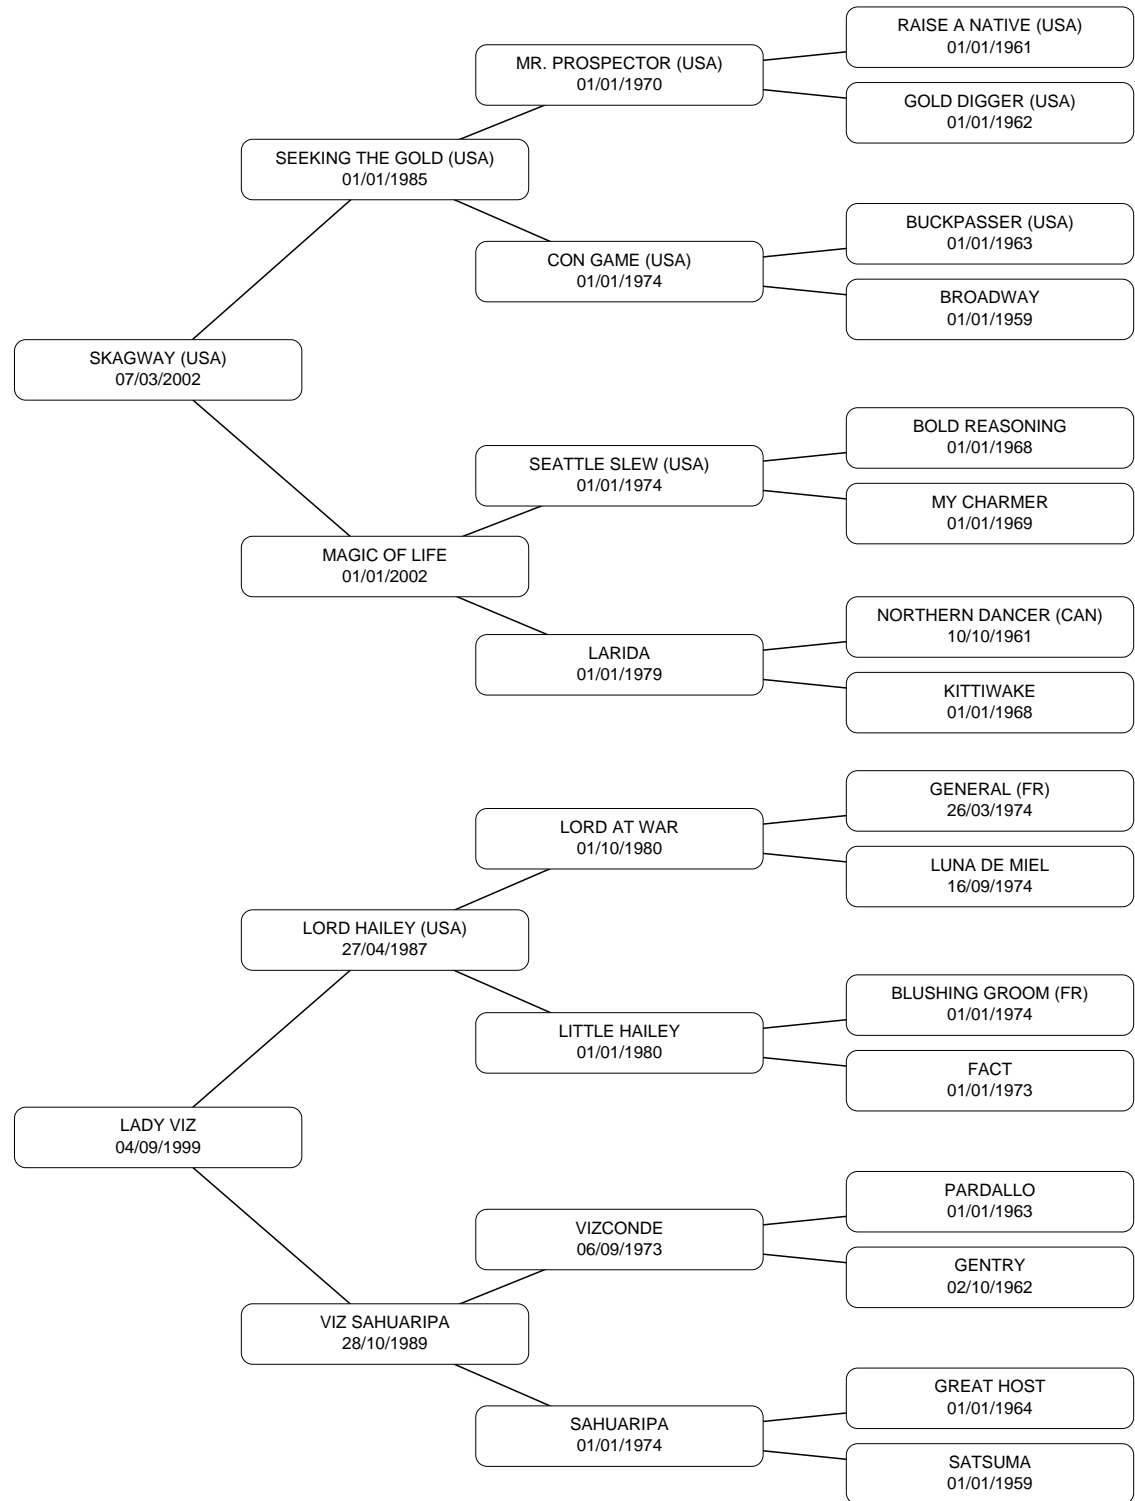 RAISE A NATIVE (USA)
01/01/1961
MR. PROSPECTOR (USA)
01/01/1970
GOLD DIGGER (USA)
01/01/1962
SEEKING THE GOLD (USA)
01/01/1985
BUCKPASSER (USA)
01/01/1963
CON GAME (USA)
01/01/1974
BROADWAY
01/01/1959
SKAGWAY (USA)
07/03/2002
BOLD REASONING
01/01/1968
SEATTLE SLEW (USA)
01/01/1974
MY CHARMER
01/01/1969
MAGIC OF LIFE
01/01/2002
NORTHERN DANCER (CAN)
10/10/1961
LARIDA
01/01/1979
KITTIWAKE
01/01/1968
GENERAL (FR)
26/03/1974
LORD AT WAR
01/10/1980
LUNA DE MIEL
16/09/1974
LORD HAILEY (USA)
27/04/1987
BLUSHING GROOM (FR)
01/01/1974
LITTLE HAILEY
01/01/1980
FACT
01/01/1973
LADY VIZ
04/09/1999
PARDALLO
01/01/1963
VIZCONDE
06/09/1973
GENTRY
02/10/1962
VIZ SAHUARIPA
28/10/1989
GREAT HOST
01/01/1964
SAHUARIPA
01/01/1974
SATSUMA
01/01/1959